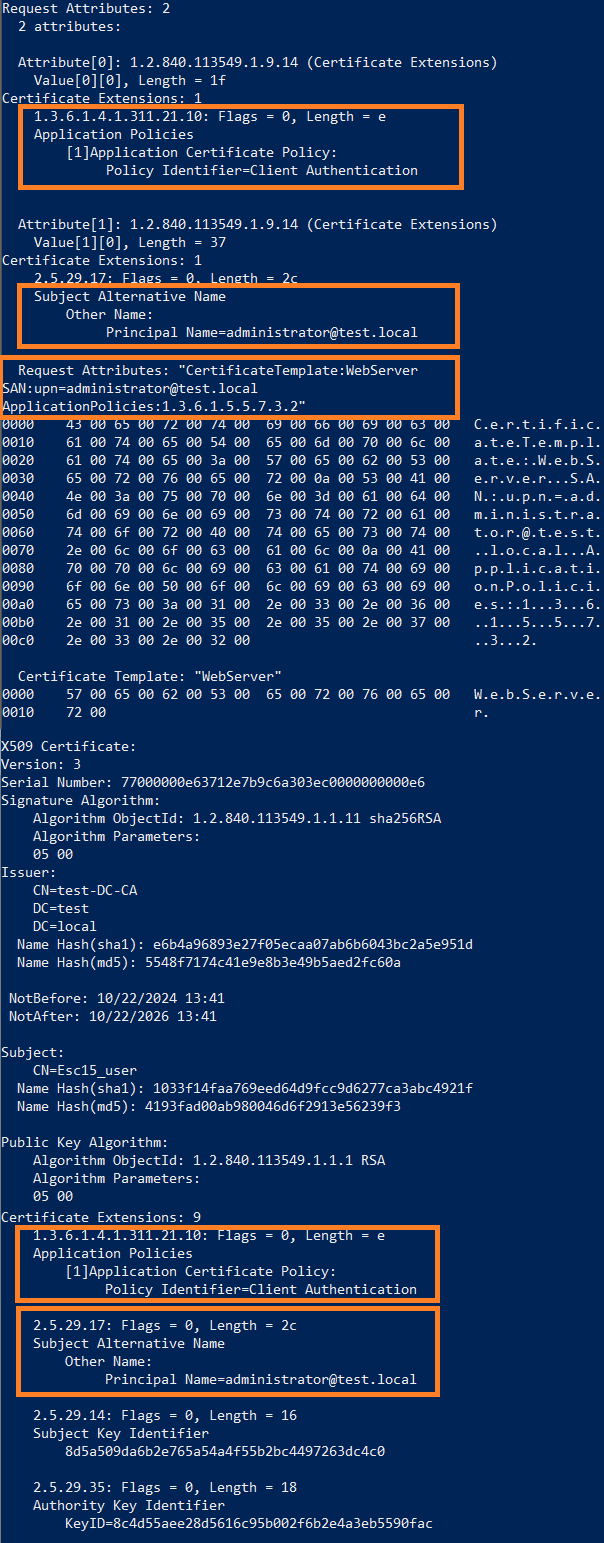 Request Attributes: 2
2 attributes:
Attribute[0]: 1.2.840.113549.1.9.14 (Certificate Extensions)
Value[0][0], Length = 1f
Certificate Extensions: 1
1.3.6.1.4.1.311.21.10: Flags = 0, Length = e
Application Policies
[1]Application Certificate Policy:
Policy Identifier=Client Authentication
Attribute[1]: 1.2.840.113549.1.9.14 (Certificate Extensions)
Value[1][0], Length = 37
Certificate Extensions: 1
2.5.29.17: Flags = 0, Length = 2c
Subject Alternative Name
Other Name:
Principal Name=administrator@test.local
Request Attributes: "CertificateTemplate:WebServer
SAN:upn=administrator@test.local
ApplicationPolicies:1.3.6.1.5.5.7.3.2"
0000 43 00 65 00 72 00 74 00 69 00 66 00 69 00 63 00 C.e.r.t.i.f.i.c.
0010 61 00 74 00 65 00 54 00 65 00 6d 00 70 00 6c 00 a.t.e.T.e.m.p.l.
0020 61 00 74 00 65 00 3a 00 57 00 65 00 62 00 53 00 a.t.e.:.W.e.b.S.
0030 65 00 72 00 76 00 65 00 72 00 0a 00 53 00 41 00 e.r.v.e.r...S.A.
0040 4e 00 3a 00 75 00 70 00 6e 00 3d 00 61 00 64 00 N.:.u.p.n.=.a.d.
0050 6d 00 69 00 6e 00 69 00 73 00 74 00 72 00 61 00 m.i.n.i.s.t.r.a.
0060 74 00 6f 00 72 00 40 00 74 00 65 00 73 00 74 00 t.o.r.@.t.e.s.t.
0070 2e 00 6c 00 6f 00 63 00 61 00 6c 00 0a 00 41 00 ..l.o.c.a.l...A.
0080 70 00 70 00 6c 00 69 00 63 00 61 00 74 00 69 00 p.p.l.i.c.a.t.i.
0090 6f 00 6e 00 50 00 6f 00 6c 00 69 00 63 00 69 00 o.n.P.o.l.i.c.i.
00a0 65 00 73 00 3a 00 31 00 2e 00 33 00 2e 00 36 00 e.s.:.1...3...6.
00b0 2e 00 31 00 2e 00 35 00 2e 00 35 00 2e 00 37 00 ..1...5...5...7.
00c0 2e 00 33 00 2e 00 32 00 ..3...2.
Certificate Template: "WebServer"
0000 57 00 65 00 62 00 53 00 65 00 72 00 76 00 65 00 W.e.b.S.e.r.v.e.
0010 72 00 r.
X509 Certificate:
Version: 3
Serial Number: 77000000e63712e7b9c6a303ec0000000000e6
Signature Algorithm:
Algorithm ObjectId: 1.2.840.113549.1.1.11 sha256RSA
Algorithm Parameters:
05 00
Issuer:
CN=test-DC-CA
DC=test
DC=local
Name Hash(sha1): e6b4a96893e27f05ecaa07ab6b6043bc2a5e951d
Name Hash(md5): 5548f7174c41e9e8b3e49b5aed2fc60a
NotBefore: 10/22/2024 13:41
NotAfter: 10/22/2026 13:41
Subject:
CN=Esc15_user
Name Hash(sha1): 1033f14faa769eed64d9fcc9d6277ca3abc4921f
Name Hash(md5): 4193fad00ab980046d6f2913e56239f3
Public Key Algorithm:
Algorithm ObjectId: 1.2.840.113549.1.1.1 RSA
Algorithm Parameters:
05 00
Certificate Extensions: 9
1.3.6.1.4.1.311.21.10: Flags = 0, Length = e
Application Policies
[1]Application Certificate Policy:
Policy Identifier=Client Authentication
2.5.29.17: Flags = 0, Length = 2c
Subject Alternative Name
Other Name:
Principal Name=administrator@test.local
2.5.29.14: Flags = 0, Length = 16
Subject Key Identifier
8d5a509da6b2e765a54a4f55b2bc4497263dc4c0
2.5.29.35: Flags = 0, Length = 18
Authority Key Identifier
KeyID=8c4d55aee28d5616c95b002f6b2e4a3eb5590fac